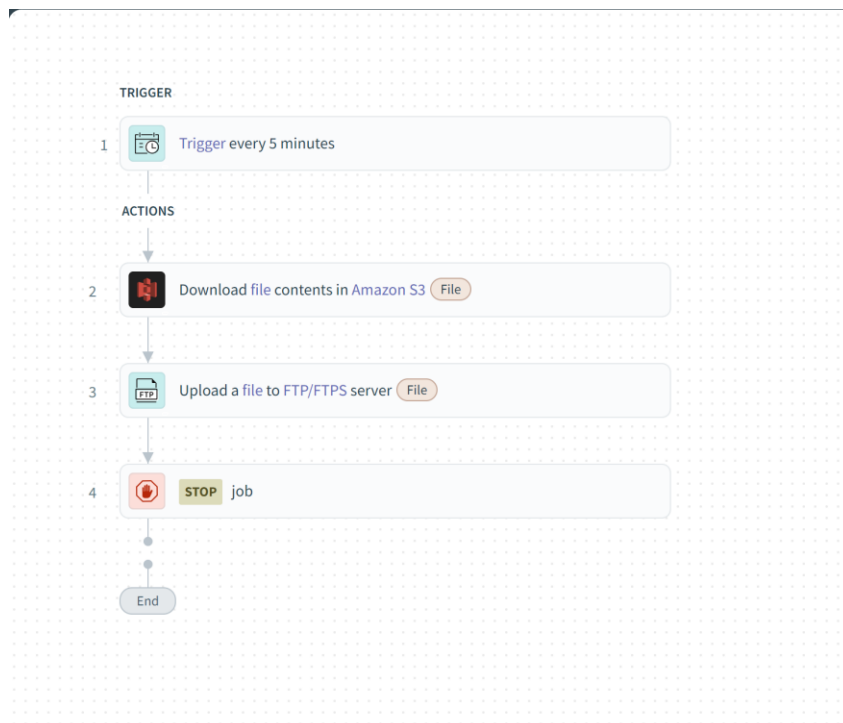 TRIGGER
1 Trigger every 5 minutes
ACTIONS
2 Download file contents in Amazon S3 File
3 FTP Upload a file to FTP/FTPS server File
4 STOP job
End